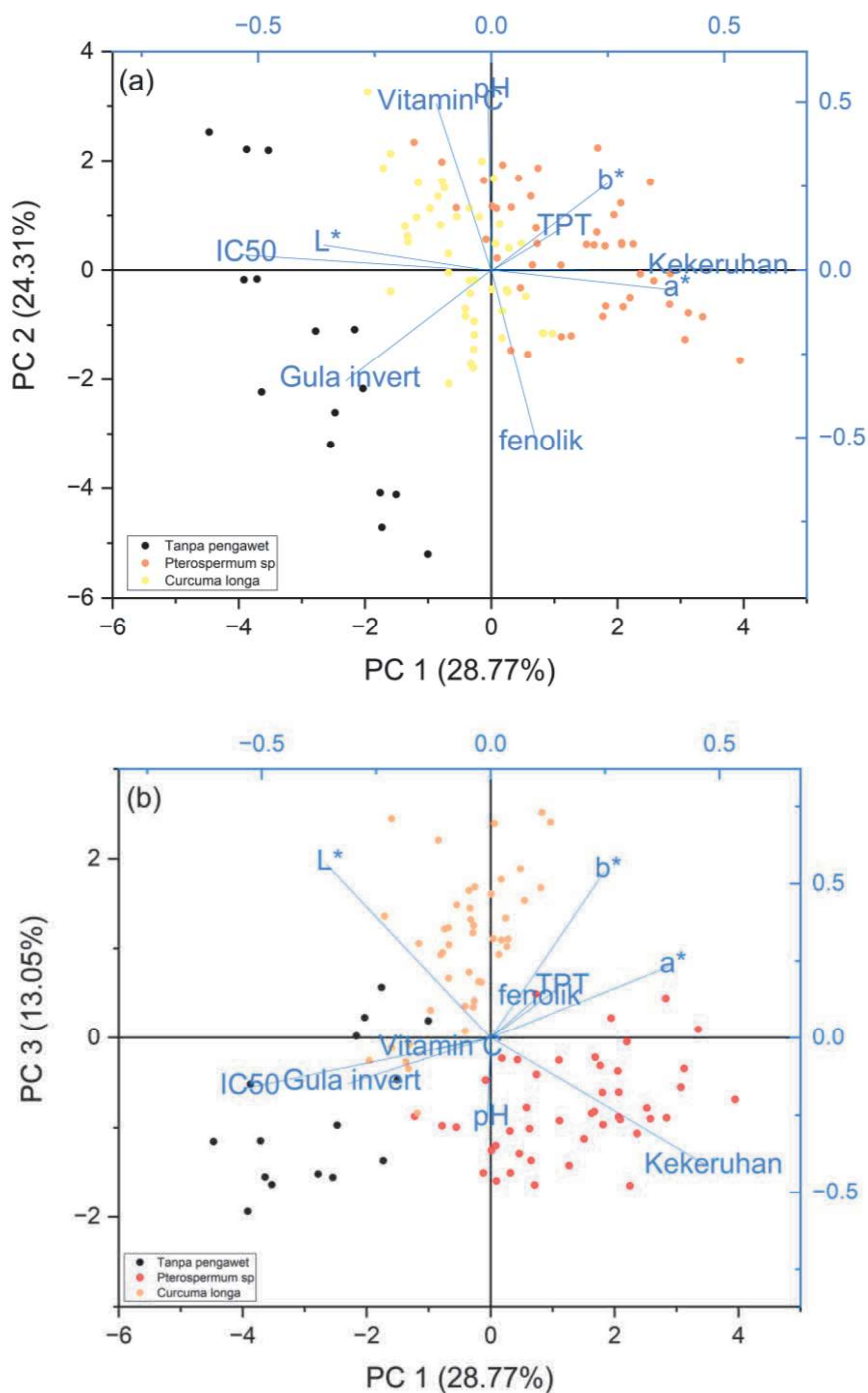 −0.5 0.0 0.5
(a)
4
pH
Vitamin C
0.5
2
b*
TPT
L*
IC50
0
Kekeruhan
0.0
a*
PC 2 (24.31%)
−2
Gula invert
fenolik
−0.5
−4
Tanpa pengawet
Pterospermum sp
Curcuma longa
−6
−6 −4 −2 0 2 4
PC 1 (28.77%)
−0.5 0.0 0.5
(b)
2
L*
b*
0.5
a*
TPT
fenolik
0
0.0
Vitamin C
IC50 Gula invert
PC 3 (13.05%)
pH
Kekeruhan
−0.5
−2
Tanpa pengawet
Pterospermum sp
Curcuma longa
−6 −4 −2 0 2 4
PC 1 (28.77%)